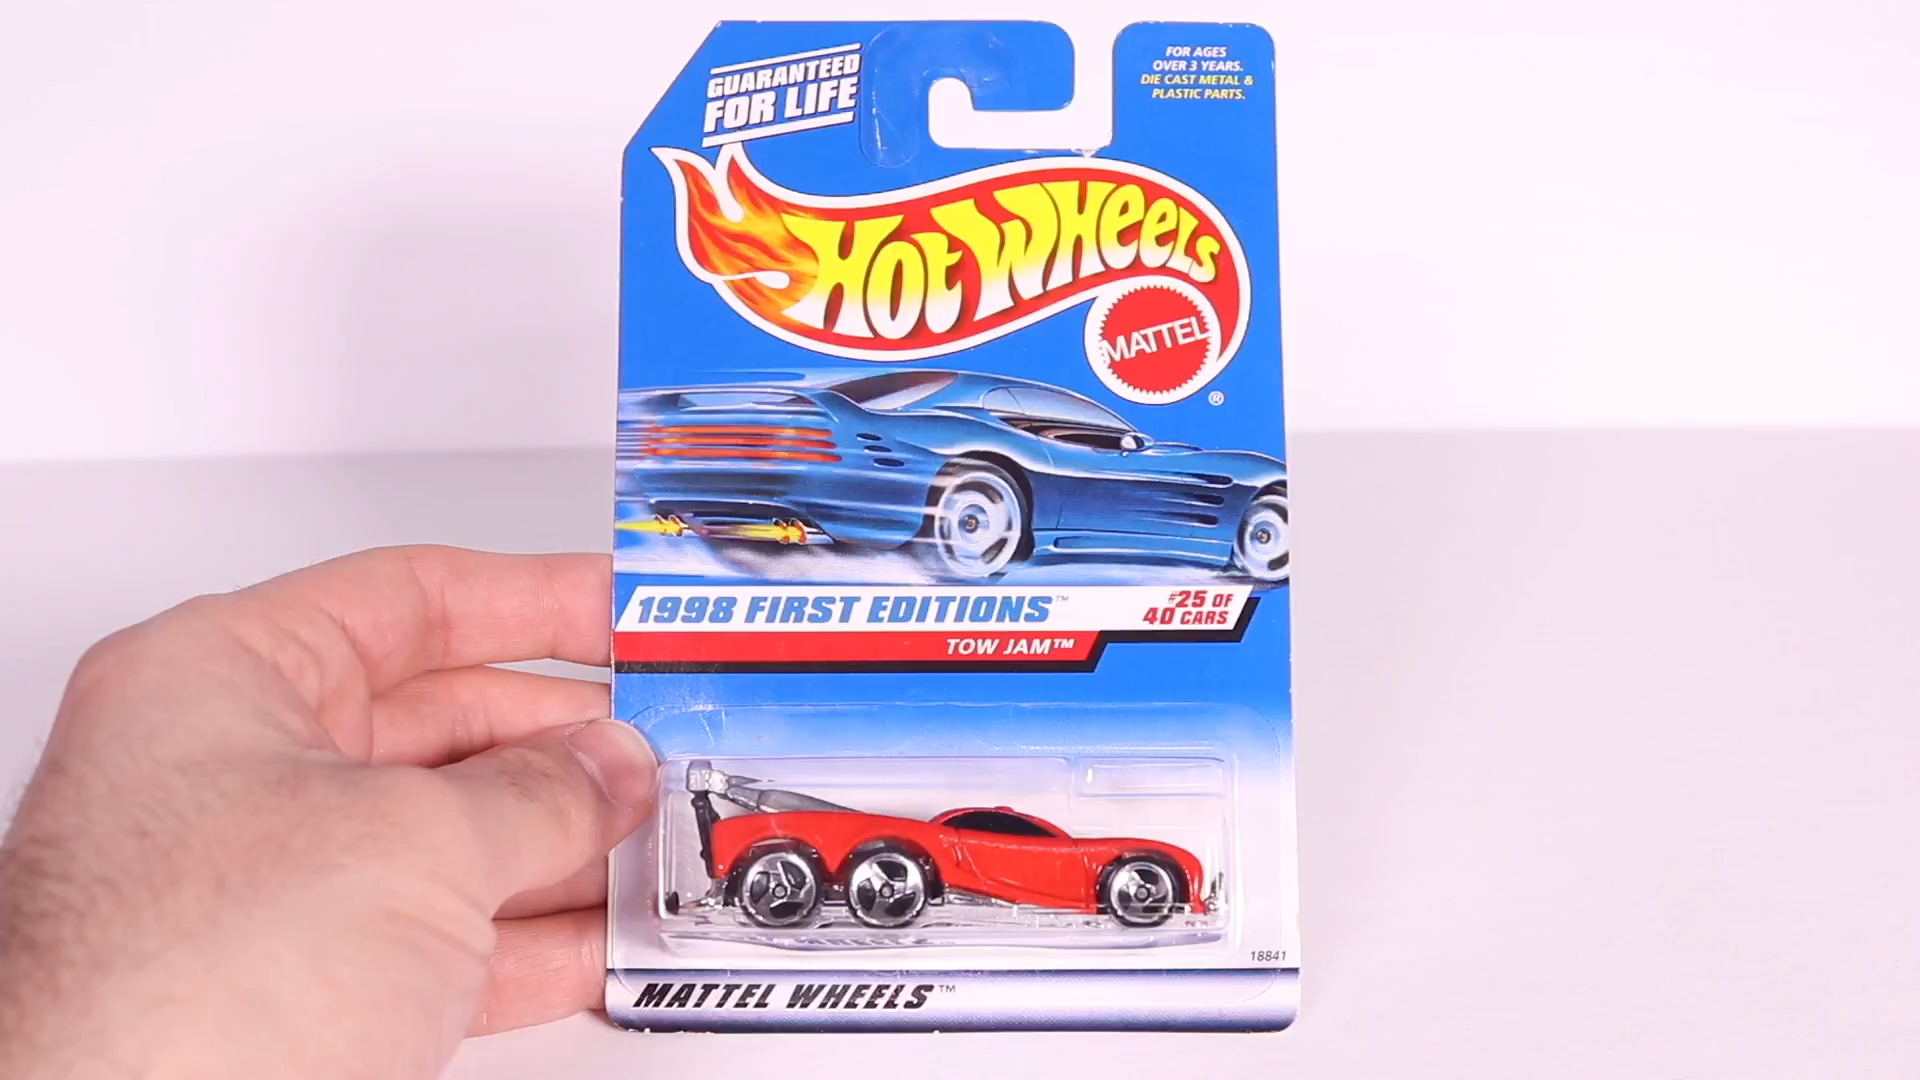 GUARANTEED
FOR LIFE
FOR AGES
OVER 3 YEARS.
DIE CAST METAL &
PLASTIC PARTS.
HOT WHEELS
MATTEL
®
1998 FIRST EDITIONS™
#25 OF
40 CARS
TOW JAM™
18841
MATTEL WHEELS™